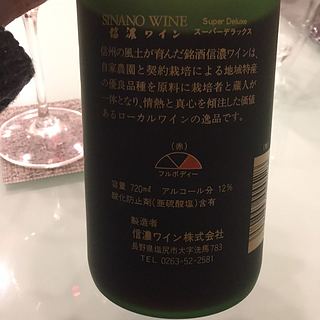 SINANO WINE Super Deluxe
信濃ワイン スーパーデラックス
信州の風土が育んだ銘酒信濃ワインは、
自家農園と契約栽培による地域特産
の優良品種を原料に栽培者と蔵人が
一体となり、情熱と真心を傾注した価値
あるローカルワインの逸品です。
(赤)
フルボディー
容量 720ml アルコール分 12%
酸化防止剤(亜硫酸塩)含有
製造者
信濃ワイン株式会社
長野県塩尻市大字洗馬783
TEL 0263-52-2581